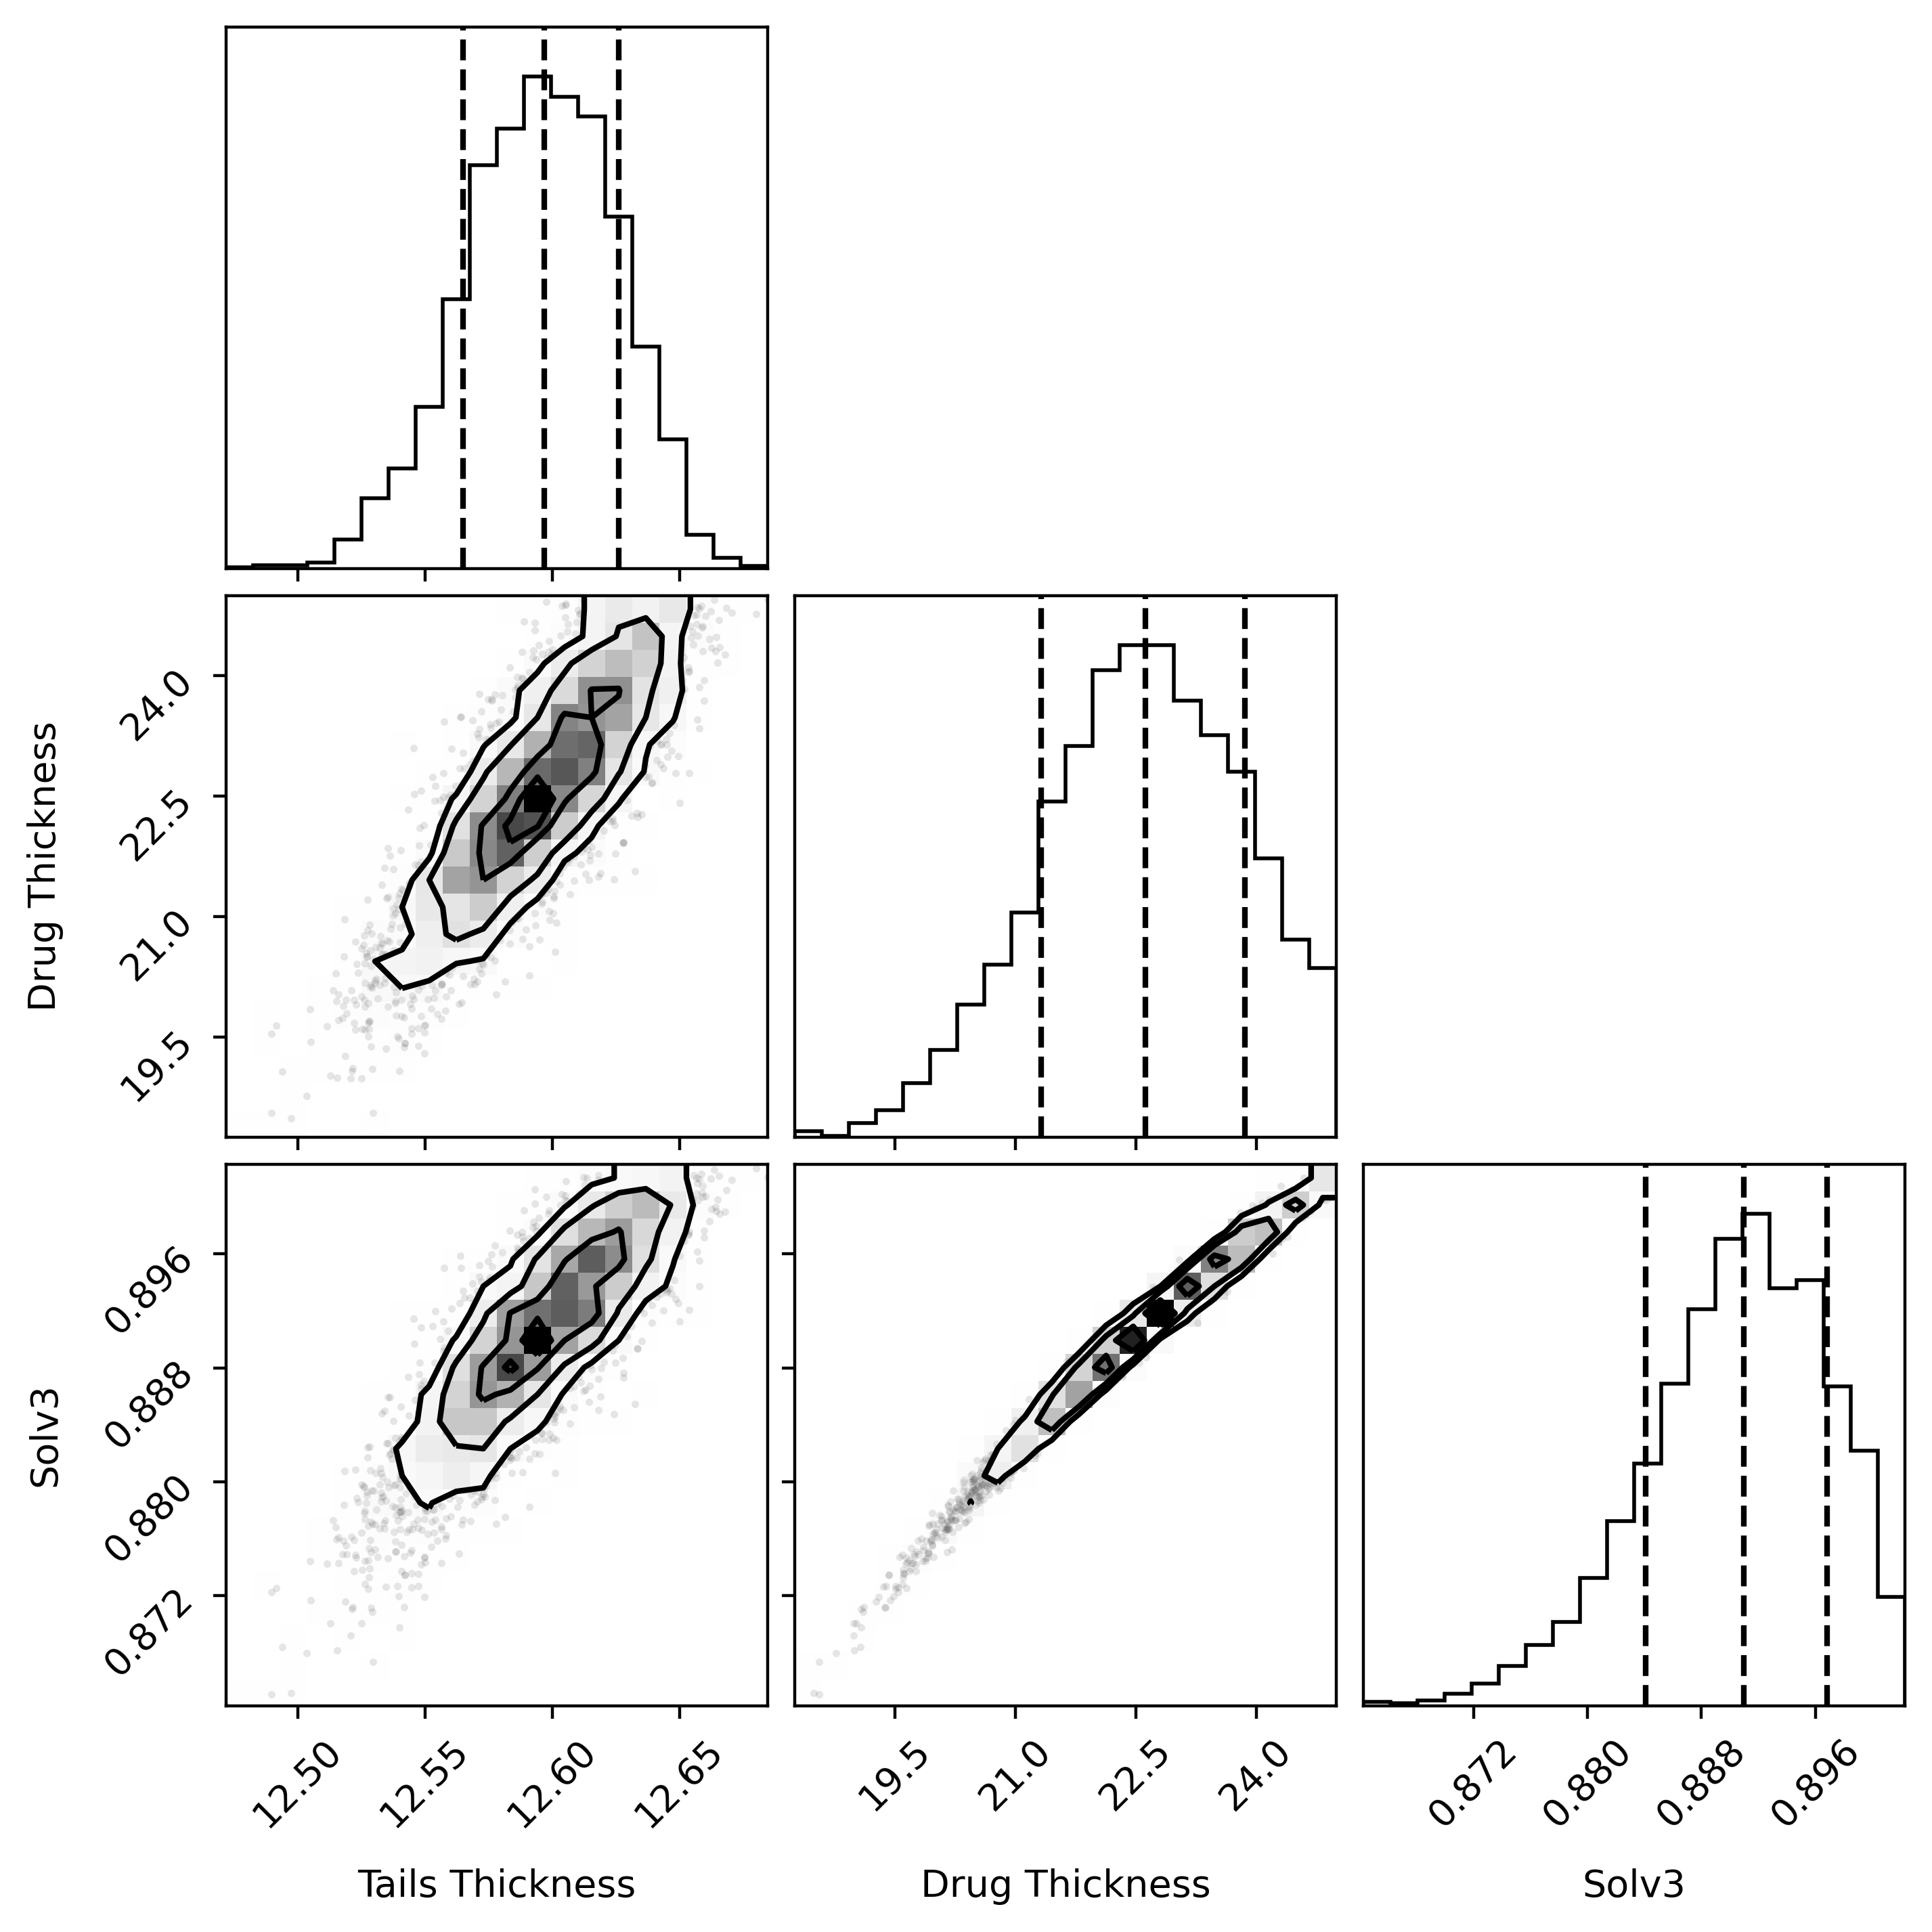 Drug Thickness
24.0
22.5
21.0
19.5
Solv3
0.896
0.888
0.880
0.872
12.50 12.55 12.60 12.65
19.5 21.0 22.5 24.0
0.872 0.880 0.888 0.896
Tails Thickness
Drug Thickness
Solv3